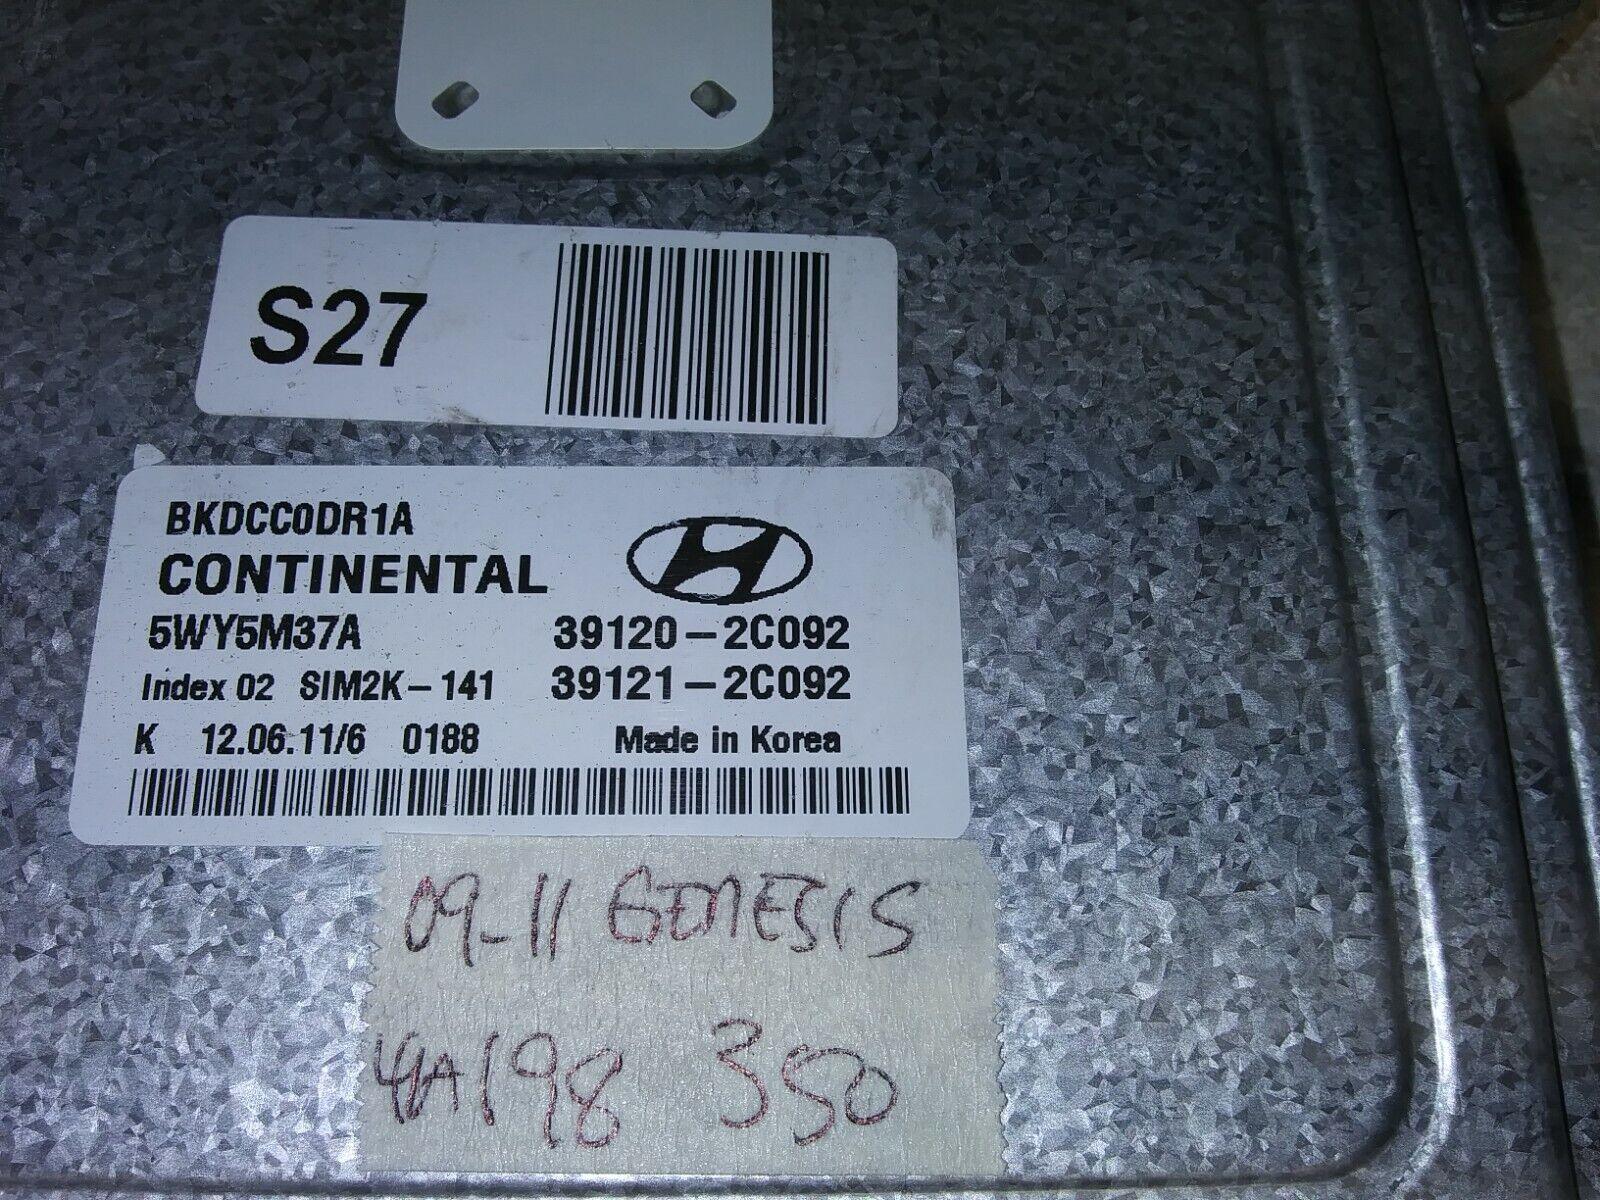 S27
BKDCC0DR1A
CONTINENTAL
5WY5M37A 39120-2C092
Index 02 SIM2K-141 39121-2C092
K 12.06.11/6 0188 Made in Korea
09-11 GENESIS
4A198 350